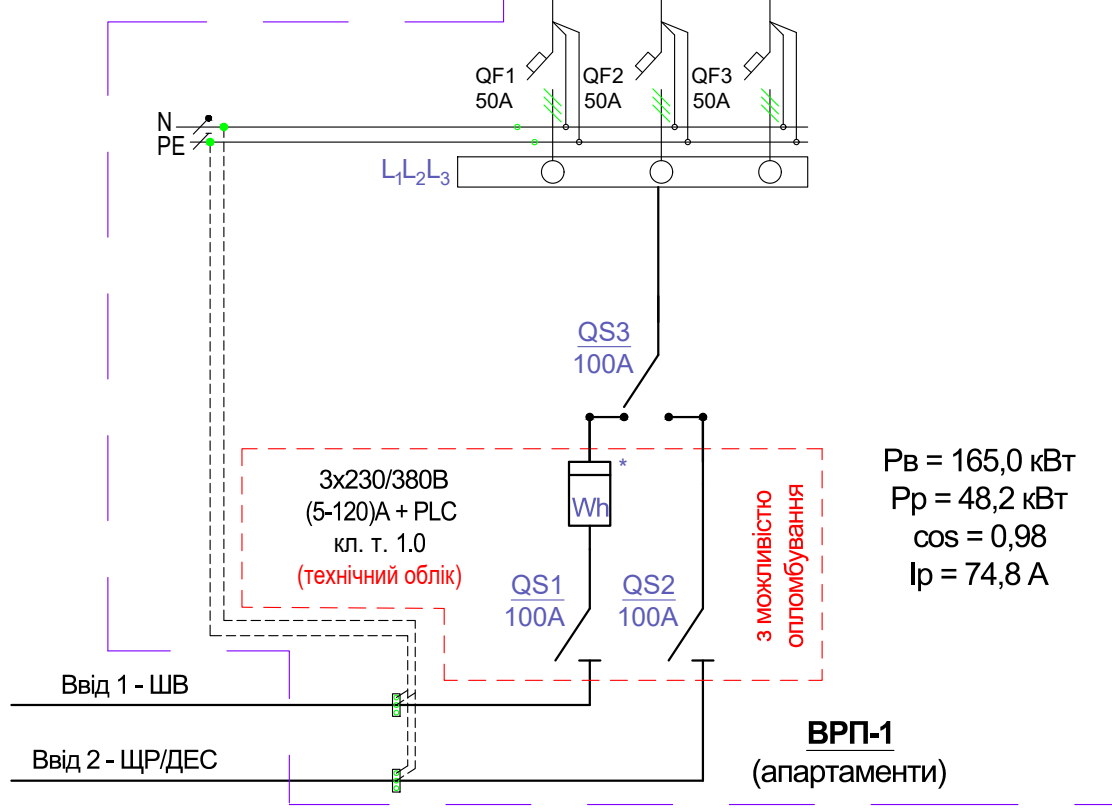 QF1
50A
QF2
50A
QF3
50A
N
PE
L1L2L3
QS3
100A
3x230/380В
(5-120)А + PLC
кл. т. 1.0
(технічний облік)
*
Wh
QS1
100A
QS2
100A
з можливістю
опломбування
Рв = 165,0 кВт
Рр = 48,2 кВт
cos = 0,98
Ір = 74,8 А
Ввід 1 - ШВ
Ввід 2 - ЩР/ДЕС
ВРП-1
(апартаменти)